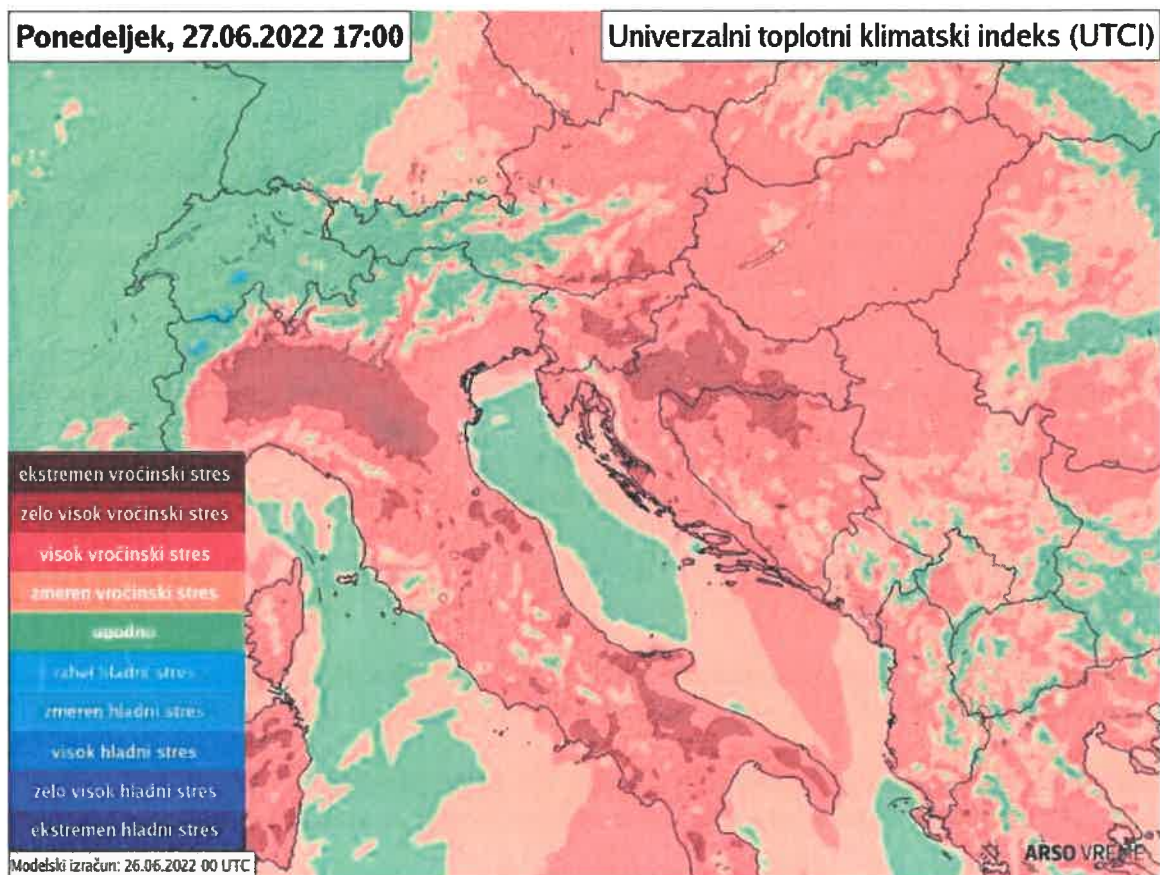 Ponedeljek, 27.06.2022 17:00
Univerzalni toplotni klimatski indeks (UTCI)
ekstremen vročinski stres
zelo visok vročinski stres
visok vročinski stres
zmeren vročinski stres
ugodno
rahel hladni stres
zmeren hladni stres
visok hladni stres
zelo visok hladni stres
ekstremen hladni stres
Modelski izračun: 26.06.2022 00 UTC
ARSO VREME